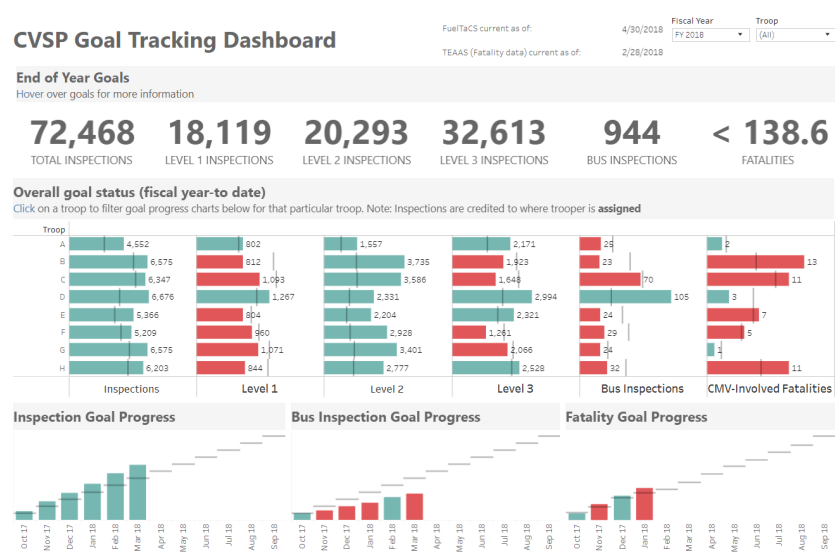 CVSP Goal Tracking Dashboard
FuelTaCS current as of: 4/30/2018
TEAAS (Fatality data) current as of: 2/28/2018
Fiscal Year Troop
FY 2018 (All)
End of Year Goals
Hover over goals for more information
72,468 18,119 20,293 32,613 944 < 138.6
TOTAL INSPECTIONS LEVEL 1 INSPECTIONS LEVEL 2 INSPECTIONS LEVEL 3 INSPECTIONS BUS INSPECTIONS FATALITIES
Overall goal status (fiscal year-to date)
Click on a troop to filter goal progress charts below for that particular troop. Note: Inspections are credited to where trooper is assigned
Troop
A 4,552 802 1,557 2,171 25 2
B 6,575 812 3,735 1,923 23 13
C 6,347 1,093 3,586 1,648 70 11
D 6,676 1,267 2,331 2,994 105 3
E 5,366 804 2,204 2,321 24 7
F 5,209 960 2,928 1,261 29 5
G 6,575 1,071 3,401 2,066 24 1
H 6,203 844 2,777 2,528 32 11
Inspections Level 1 Level 2 Level 3 Bus Inspections CMV-Involved Fatalities
Inspection Goal Progress Bus Inspection Goal Progress Fatality Goal Progress
Oct 17 Nov 17 Dec 17 Jan 18 Feb 18 Mar 18 Apr 18 May 18 Jun 18 Jul 18 Aug 18 Sep 18 Oct 17 Nov 17 Dec 17 Jan 18 Feb 18 Mar 18 Apr 18 May 18 Jun 18 Jul 18 Aug 18 Sep 18 Oct 17 Nov 17 Dec 17 Jan 18 Feb 18 Mar 18 Apr 18 May 18 Jun 18 Jul 18 Aug 18 Sep 18